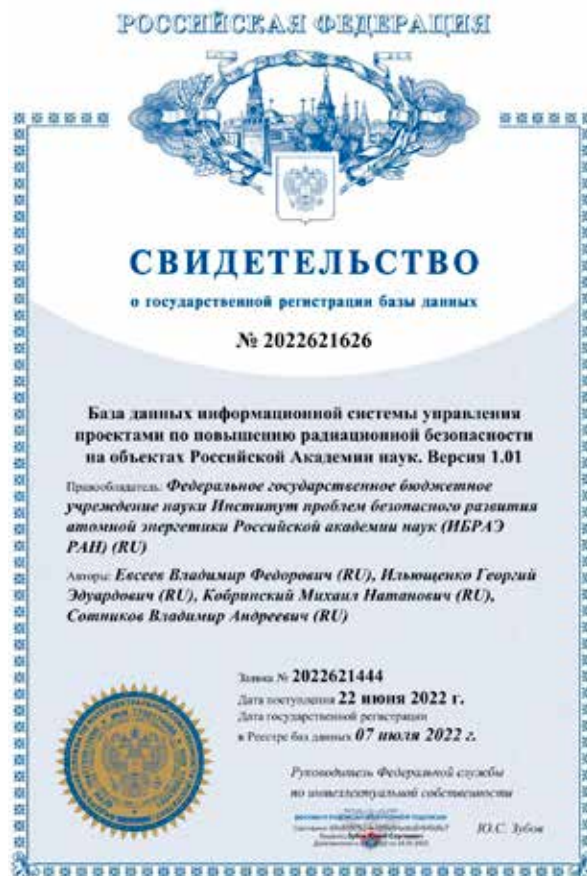 РОССИЙСКАЯ ФЕДЕРАЦИЯ
СВИДЕТЕЛЬСТВО
о государственной регистрации базы данных
№ 2022621626
База данных информационной системы управления
проектами по повышению радиационной безопасности
на объектах Российской Академии наук. Версия 1.01
Правообладатель: Федеральное государственное бюджетное
учреждение науки Институт проблем безопасного развития
атомной энергетики Российской академии наук (ИБРАЭ
РАН) (RU)
Авторы: Евсеев Владимир Федорович (RU), Ильющенко Георгий
Эдуардович (RU), Кобринский Михаил Натанович (RU),
Сотников Владимир Андреевич (RU)
Заявка № 2022621444
Дата поступления 22 июня 2022 г.
Дата государственной регистрации
в Реестре баз данных 07 июля 2022 г.
Руководитель Федеральной службы
по интеллектуальной собственности
Ю.С. Зубов